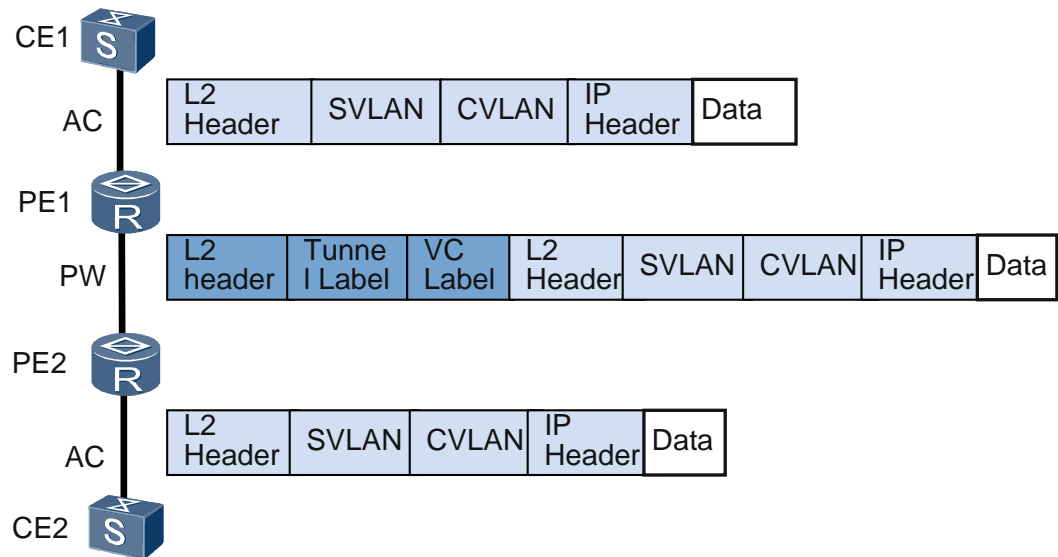 CE1
S
AC
L2
Header
SVLAN
CVLAN
IP
Header
Data
PE1
R
PW
L2
header
Tunne
l Label
VC
Label
L2
Header
SVLAN
CVLAN
IP
Header
Data
PE2
R
AC
L2
Header
SVLAN
CVLAN
IP
Header
Data
CE2
S